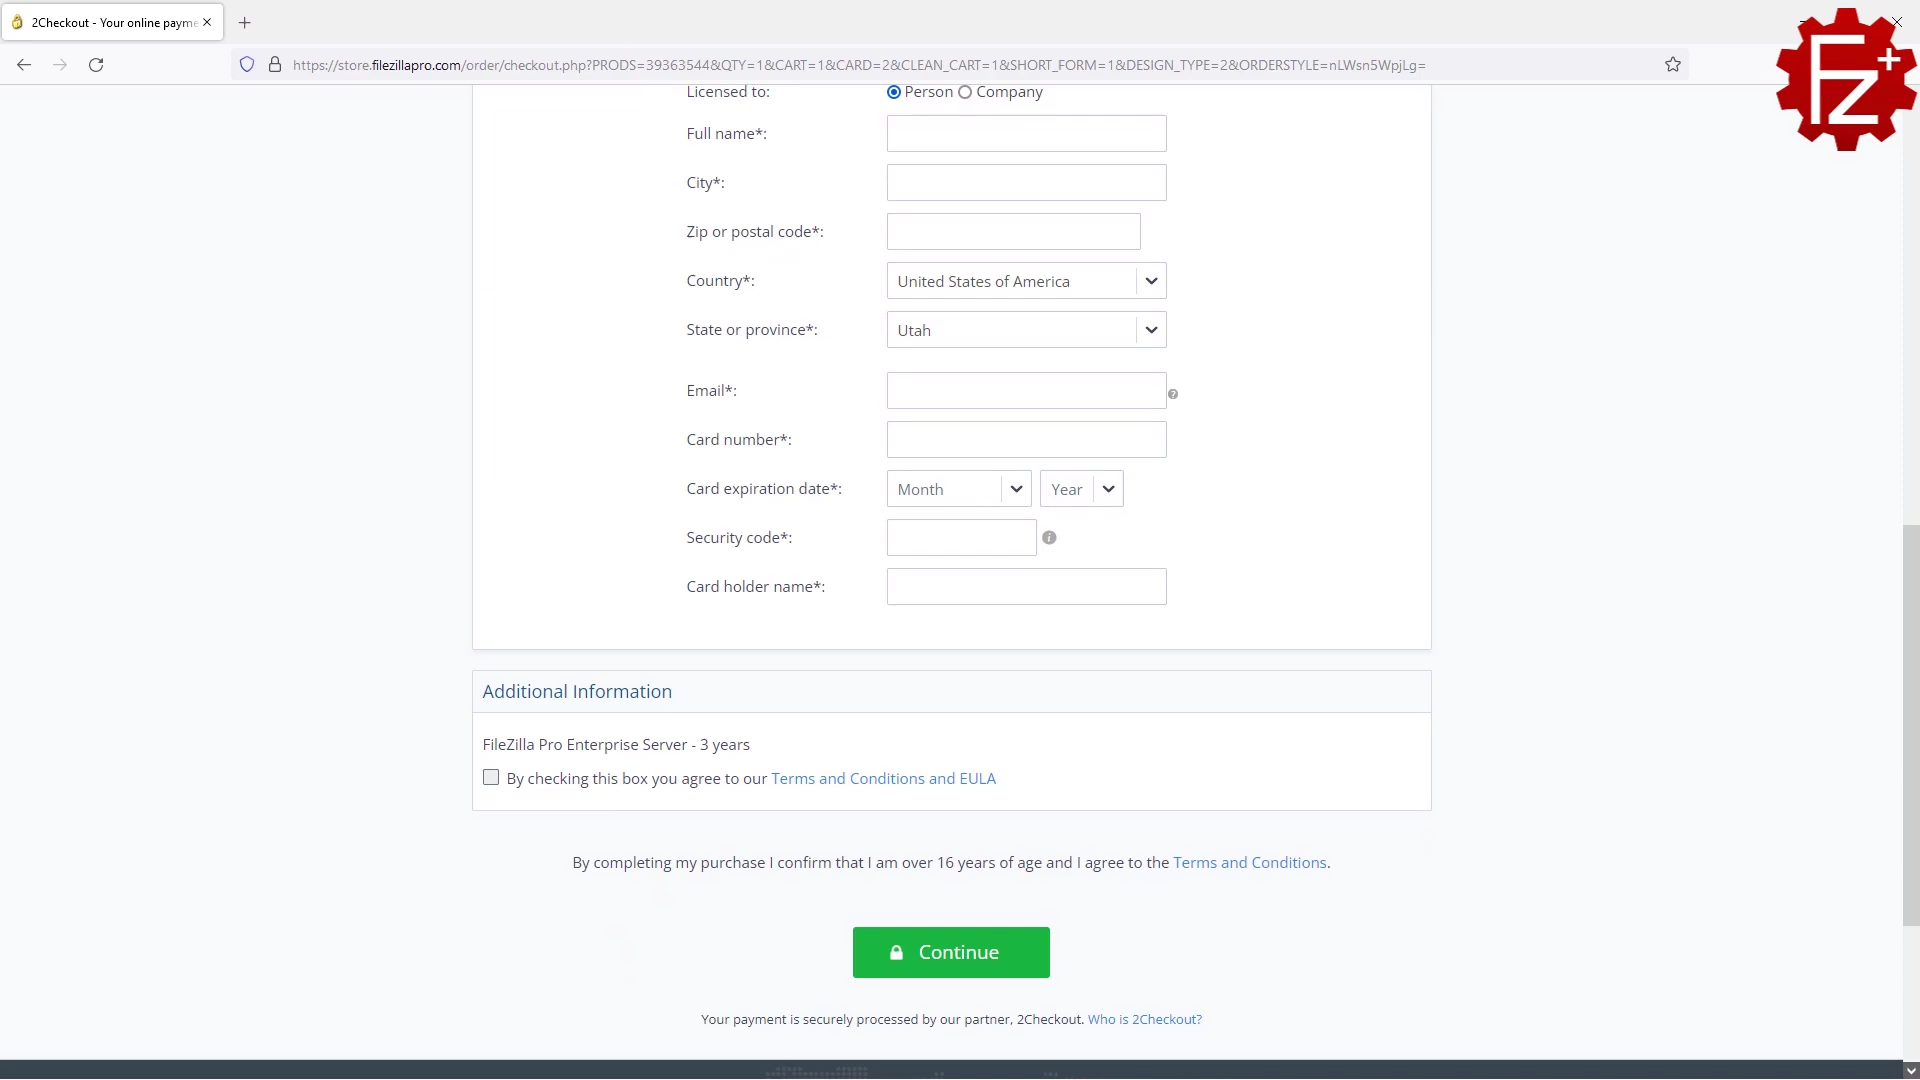 2Checkout - Your online payme
https://store.filezillapro.com/order/checkout.php?PRODS=39363544&QTY=1&CART=1&CARD=2&CLEAN_CART=1&SHORT_FORM=1&DESIGN_TYPE=2&ORDERSTYLE=nLWsn5WpjLg=
Fz+
Licensed to: Person Company
Full name*:
City*:
Zip or postal code*:
Country*: United States of America
State or province*: Utah
Email*: ?
Card number*:
Card expiration date*: Month Year
Security code*: i
Card holder name*:
Additional Information
FileZilla Pro Enterprise Server - 3 years
By checking this box you agree to our Terms and Conditions and EULA
By completing my purchase I confirm that I am over 16 years of age and I agree to the Terms and Conditions.
Continue
Your payment is securely processed by our partner, 2Checkout. Who is 2Checkout?